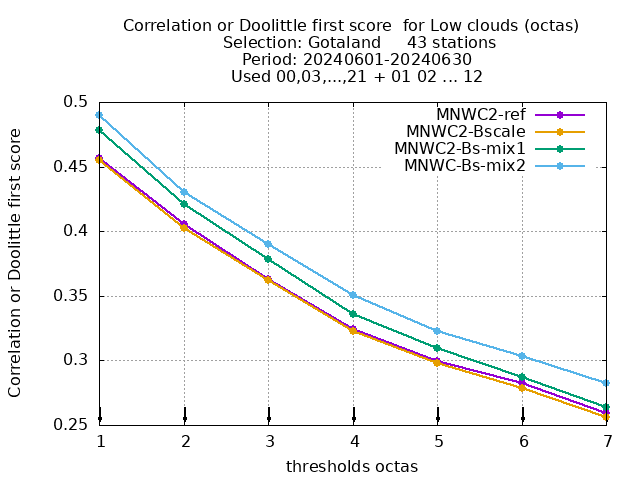 Correlation or Doolittle first score  for Low clouds (octas)
Selection: Gotaland     43 stations
Period: 20240601-20240630
Used 00,03,...,21 + 01 02 ... 12
Correlation or Doolittle first score
0.5
0.45
0.4
0.35
0.3
0.25
MNWC2-ref
MNWC2-Bscale
MNWC2-Bs-mix1
MNWC-Bs-mix2
1 2 3 4 5 6 7
thresholds octas